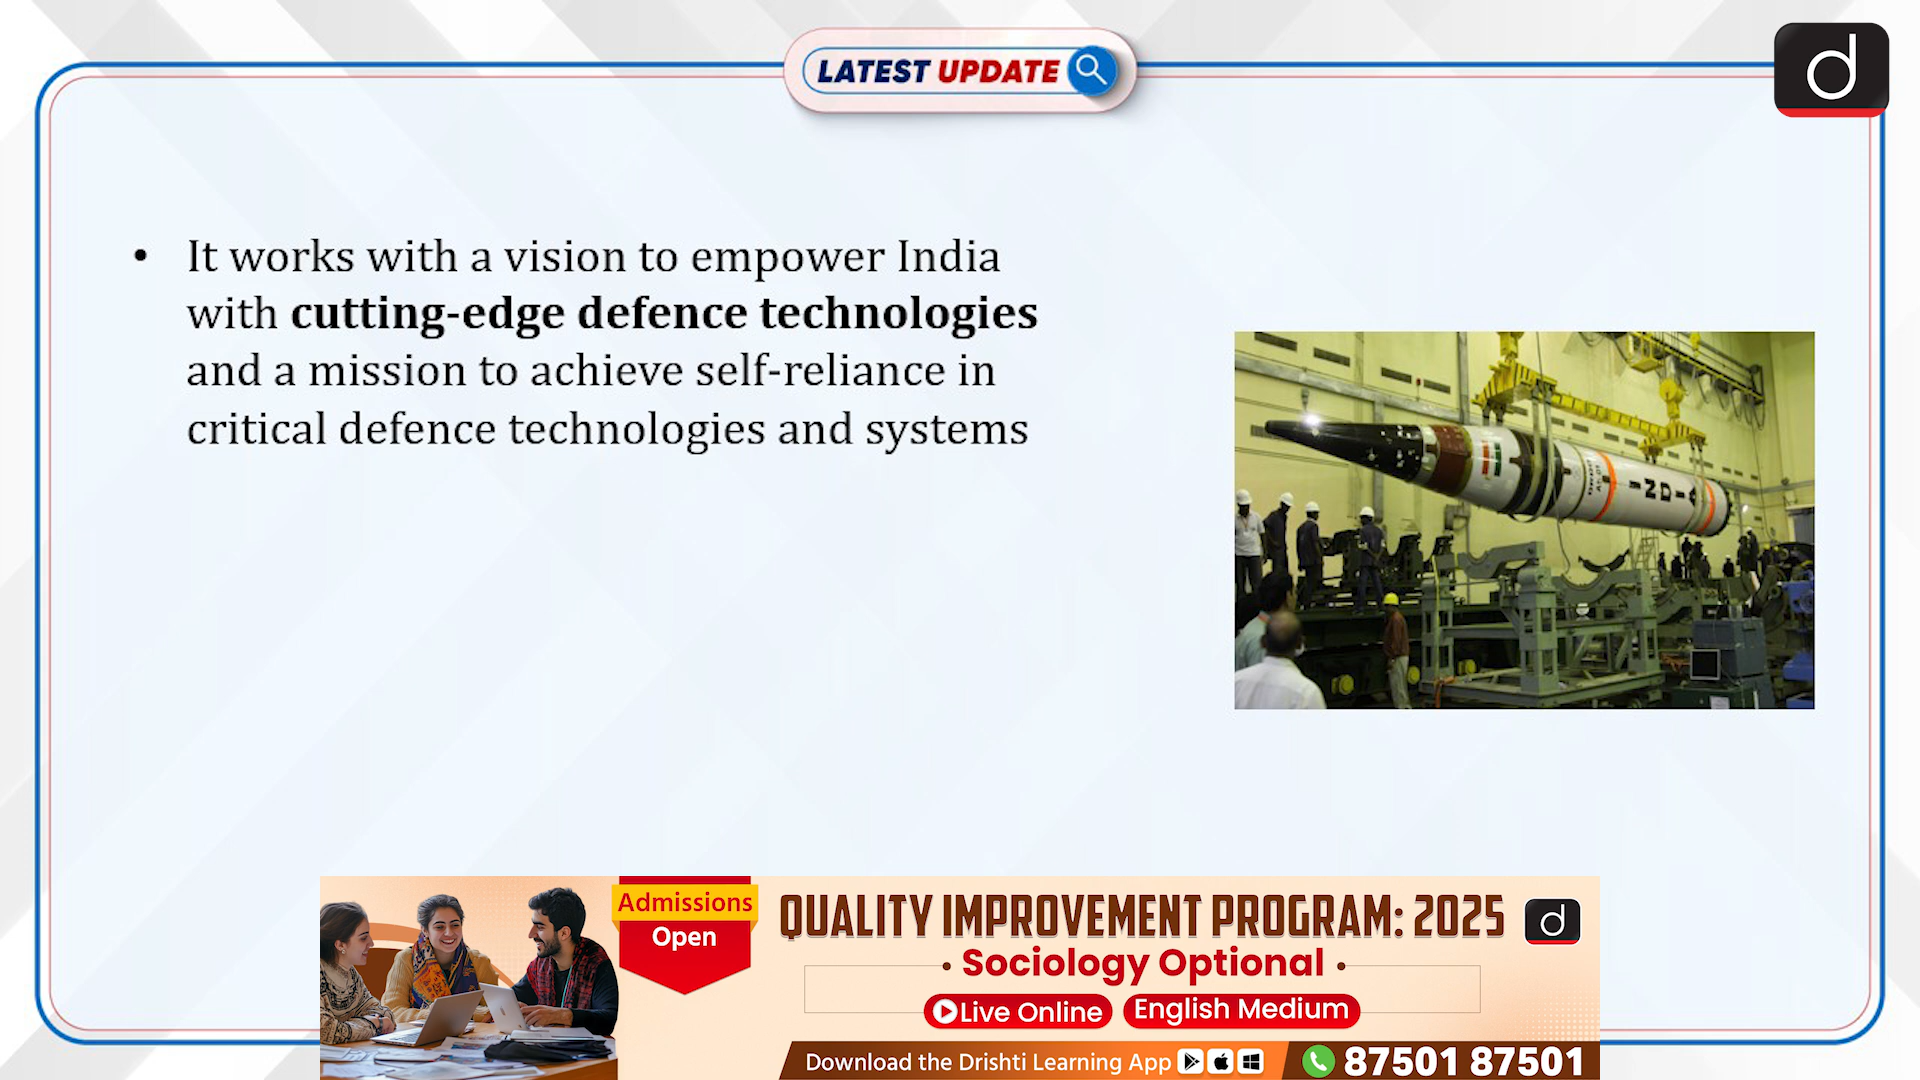 LATEST UPDATE
d
• It works with a vision to empower India
with cutting-edge defence technologies
and a mission to achieve self-reliance in
critical defence technologies and systems
INDIA
Admissions
Open
QUALITY IMPROVEMENT PROGRAM: 2025
d
• Sociology Optional •
Live Online
English Medium
Download the Drishti Learning App
87501 87501